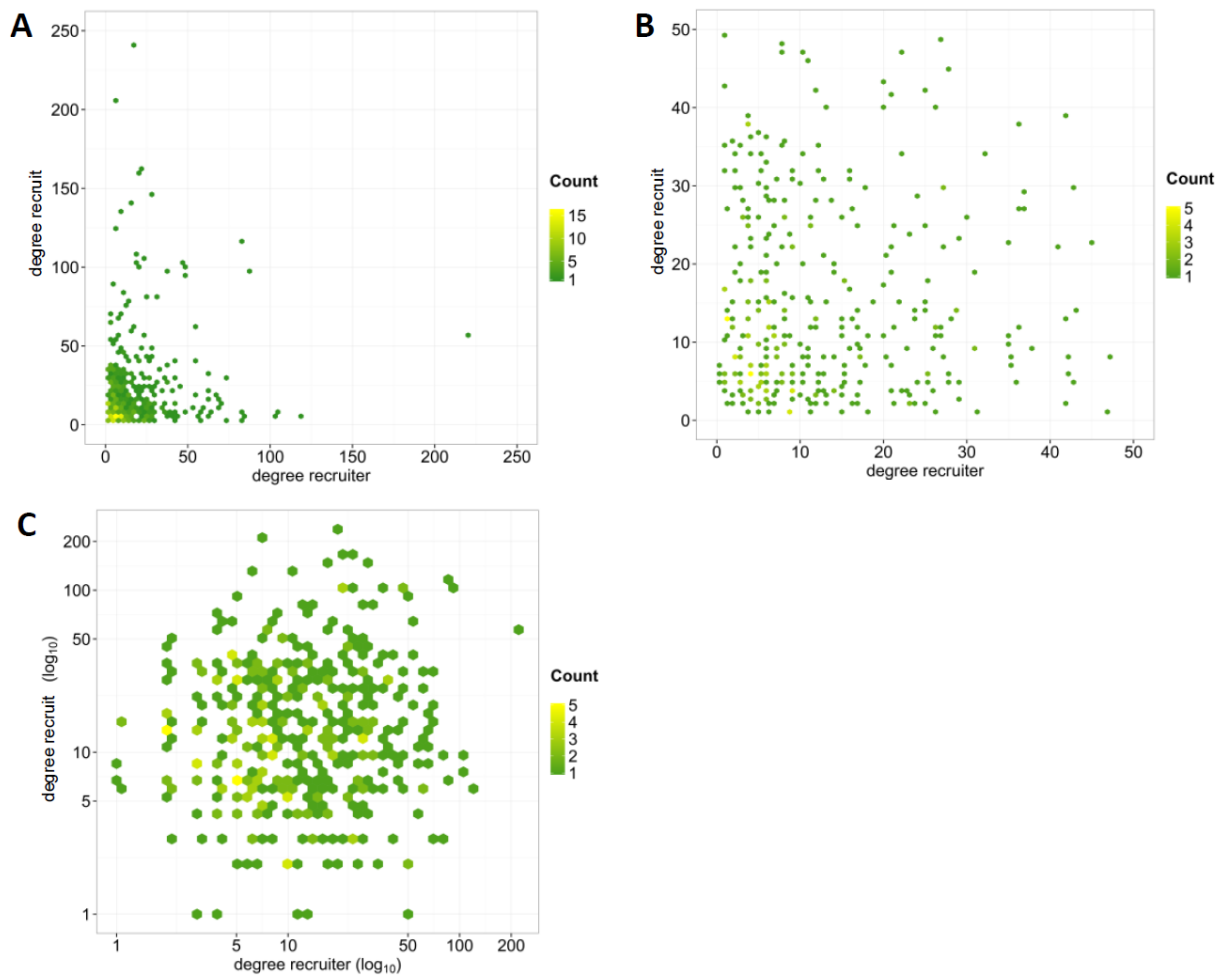 A
250
200
150
100
50
0
degree recruit
0 50 100 150 200 250
degree recruiter
Count
15
10
5
1
B
50
40
30
20
10
0
degree recruit
0 10 20 30 40 50
degree recruiter
Count
5
4
3
2
1
C
200
100
50
10
5
1
degree recruit (log₁₀)
1 5 10 50 100 200
degree recruiter (log₁₀)
Count
5
4
3
2
1